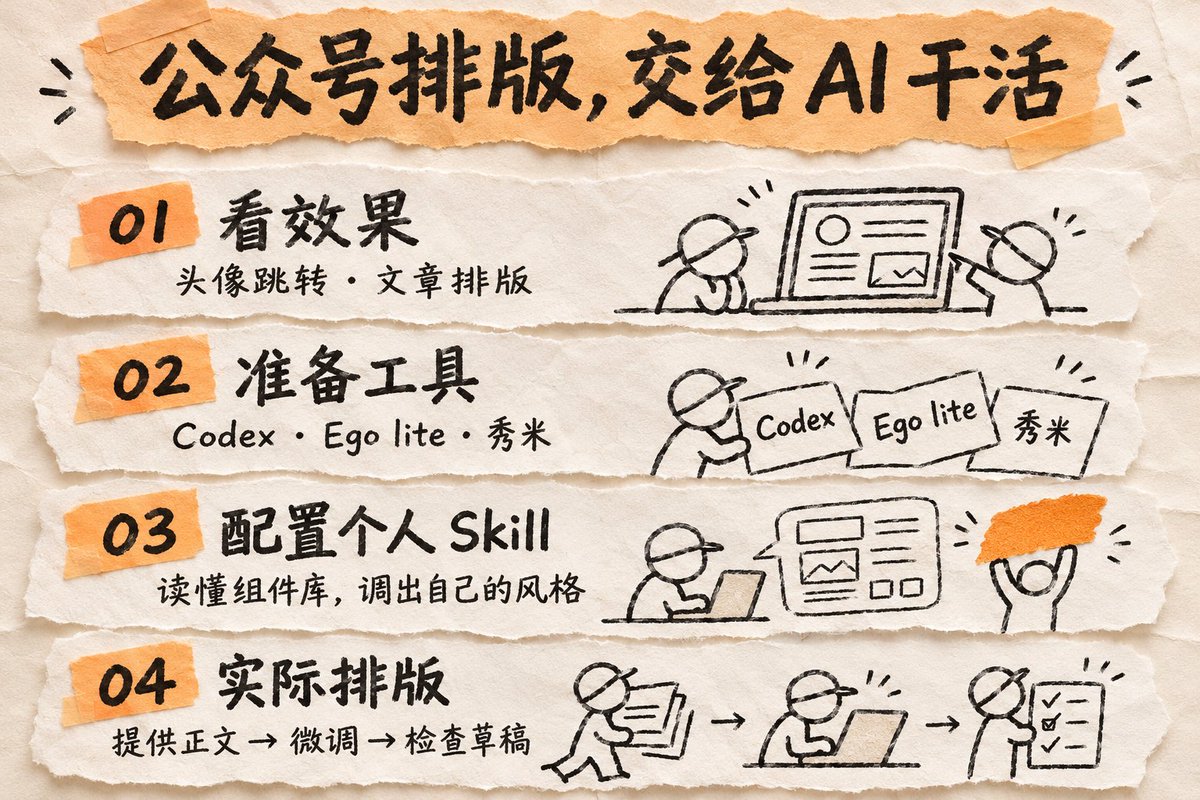 公众号排版,交给AI干活
01 看效果
头像跳转·文章排版
02 准备工具
Codex·Ego lite·秀米
Codex
Ego lite
秀米
03 配置个人 Skill
读懂组件库,调出自己的风格
04 实际排版
提供正文→微调→检查草稿